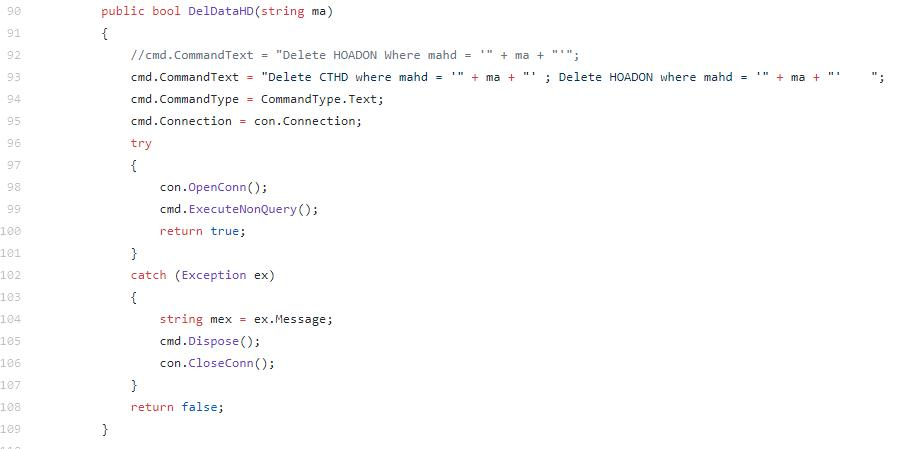 90 public bool DelDataHD(string ma)
91 {
92 //cmd.CommandText = "Delete HOADON Where mahd = '" + ma + "'";
93 cmd.CommandText = "Delete CTHD where mahd = '" + ma + "' ; Delete HOADON where mahd = '" + ma + "'    ";
94 cmd.CommandType = CommandType.Text;
95 cmd.Connection = con.Connection;
96 try
97 {
98 con.OpenConn();
99 cmd.ExecuteNonQuery();
100 return true;
101 }
102 catch (Exception ex)
103 {
104 string mex = ex.Message;
105 cmd.Dispose();
106 con.CloseConn();
107 }
108 return false;
109 }